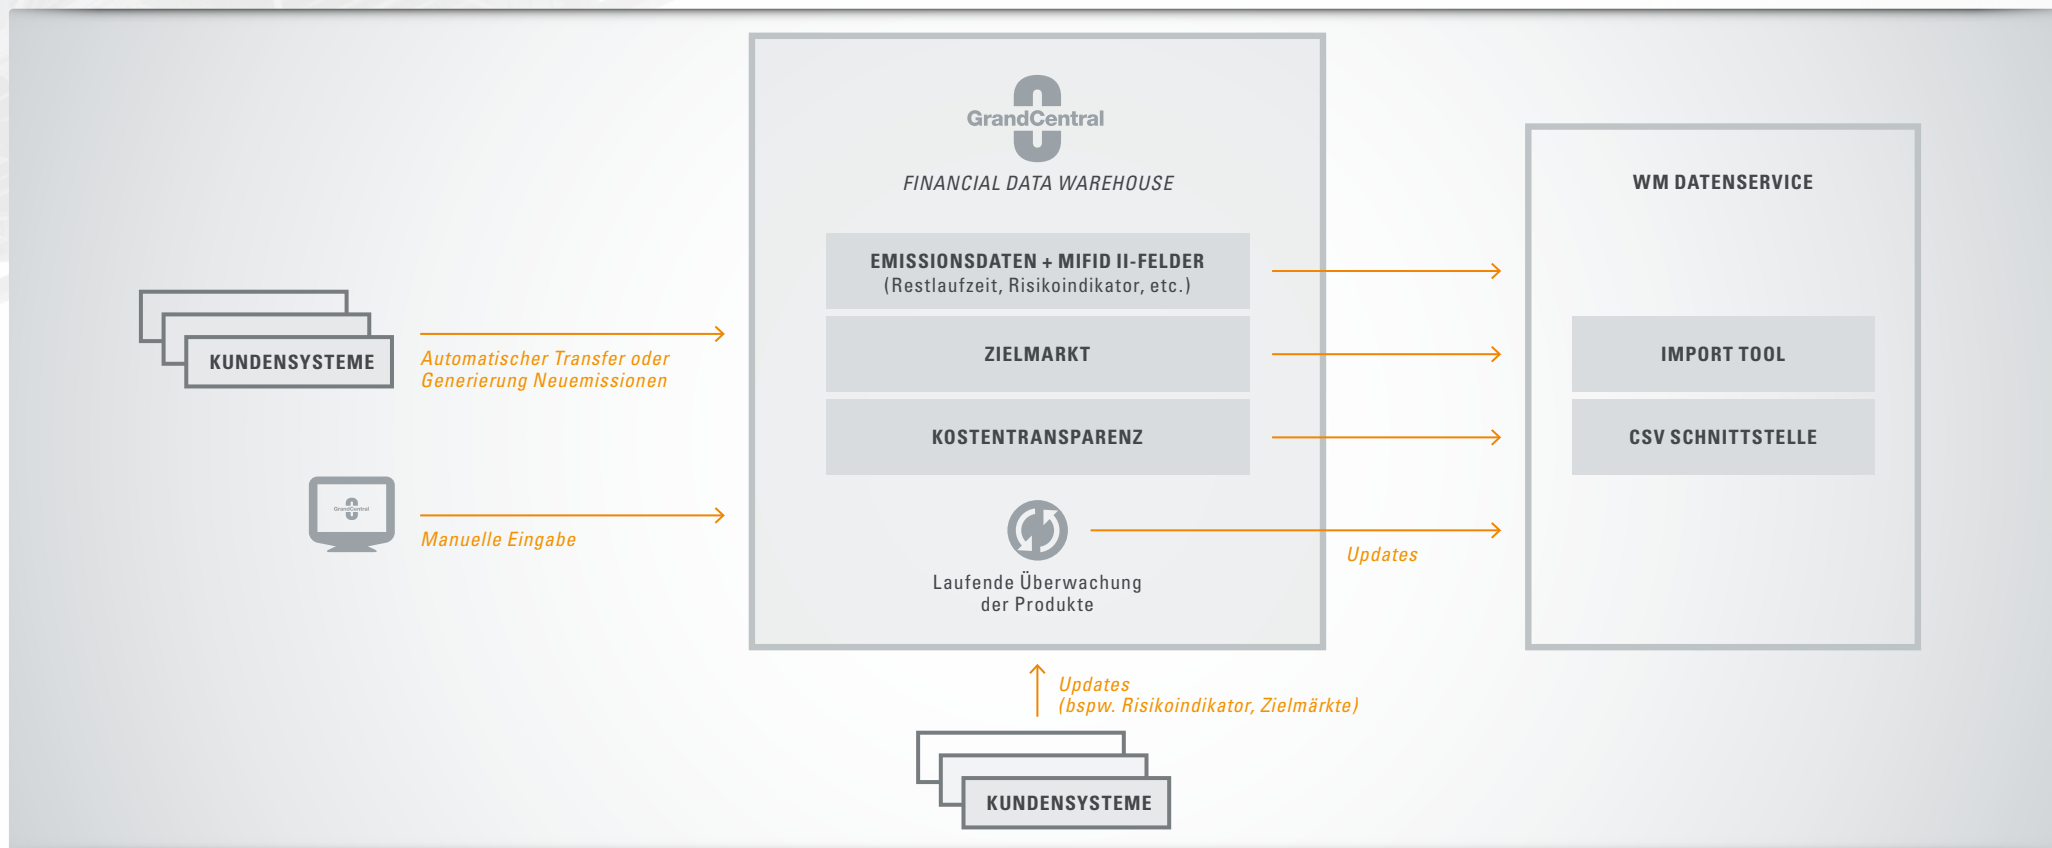 GrandCentral
FINANCIAL DATA WAREHOUSE
EMISSIONSDATEN + MIFID II-FELDER
(Restlaufzeit, Risikoindikator, etc.)
ZIELMARKT
KOSTENTRANSPARENZ
Laufende Überwachung
der Produkte
KUNDENSYSTEME
Automatischer Transfer oder
Generierung Neuemissionen
GrandCentral
Manuelle Eingabe
WM DATENSERVICE
IMPORT TOOL
CSV SCHNITTSTELLE
Updates
Updates
(bspw. Risikoindikator, Zielmärkte)
KUNDENSYSTEME